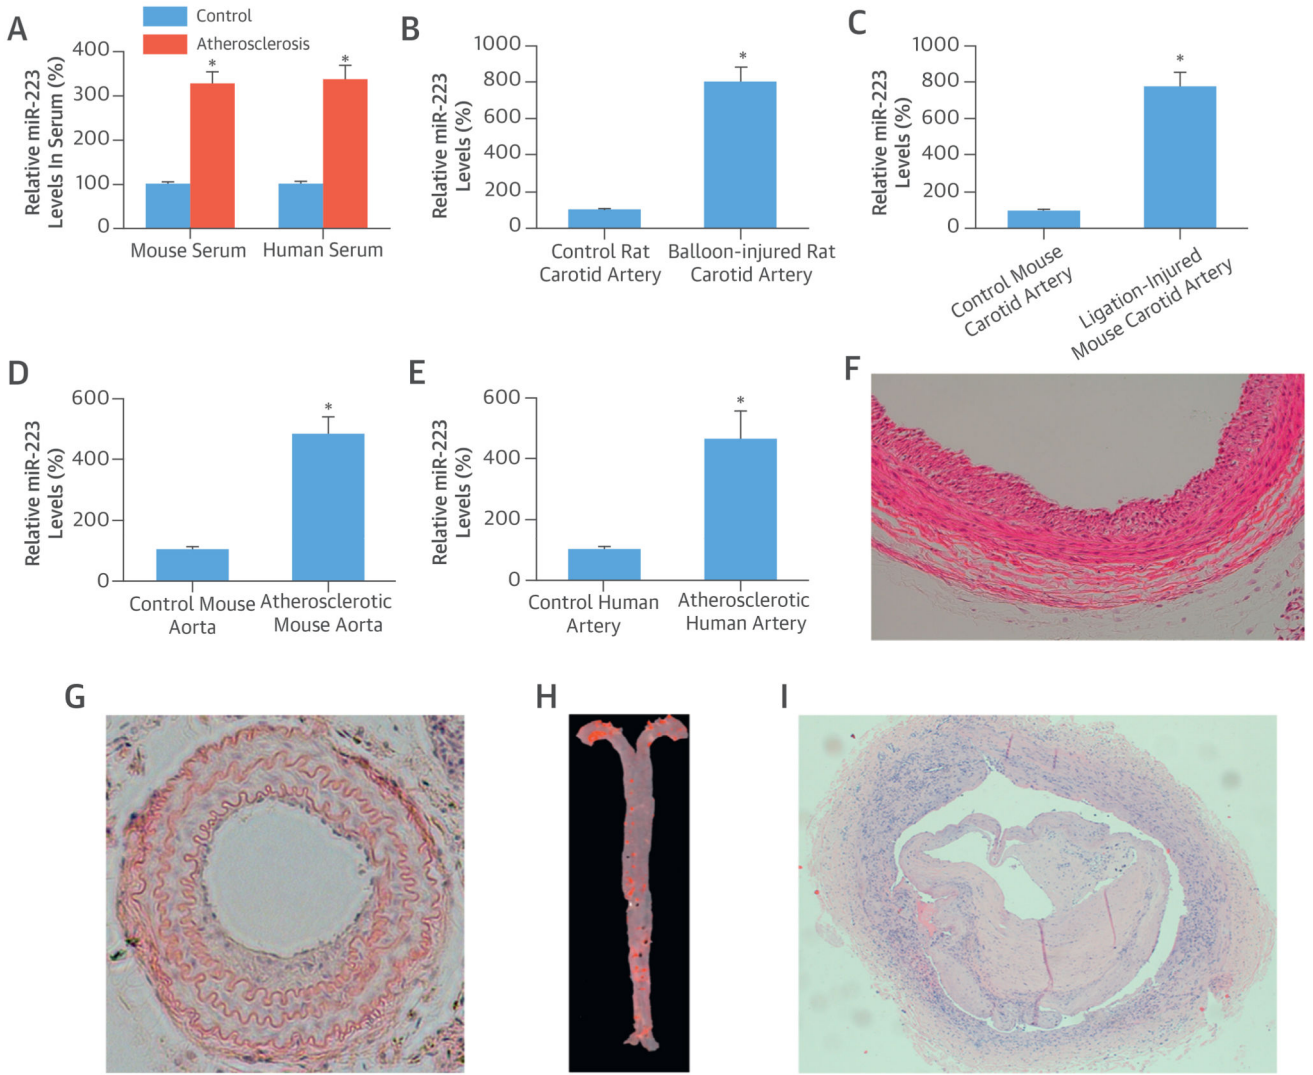 A
Control
Atherosclerosis
Relative miR-223
Levels In Serum (%)
400
300
200
100
0
*
*
Mouse Serum
Human Serum
B
Relative miR-223
Levels (%)
1000
800
600
400
200
0
*
Control Rat
Carotid Artery
Balloon-injured Rat
Carotid Artery
C
Relative miR-223
Levels (%)
1000
800
600
400
200
0
*
Control Mouse
Carotid Artery
Ligation-Injured
Mouse Carotid Artery
D
Relative miR-223
Levels (%)
600
400
200
0
*
Control Mouse
Aorta
Atherosclerotic
Mouse Aorta
E
Relative miR-223
Levels (%)
600
400
200
0
*
Control Human
Artery
Atherosclerotic
Human Artery
F
G
H
I